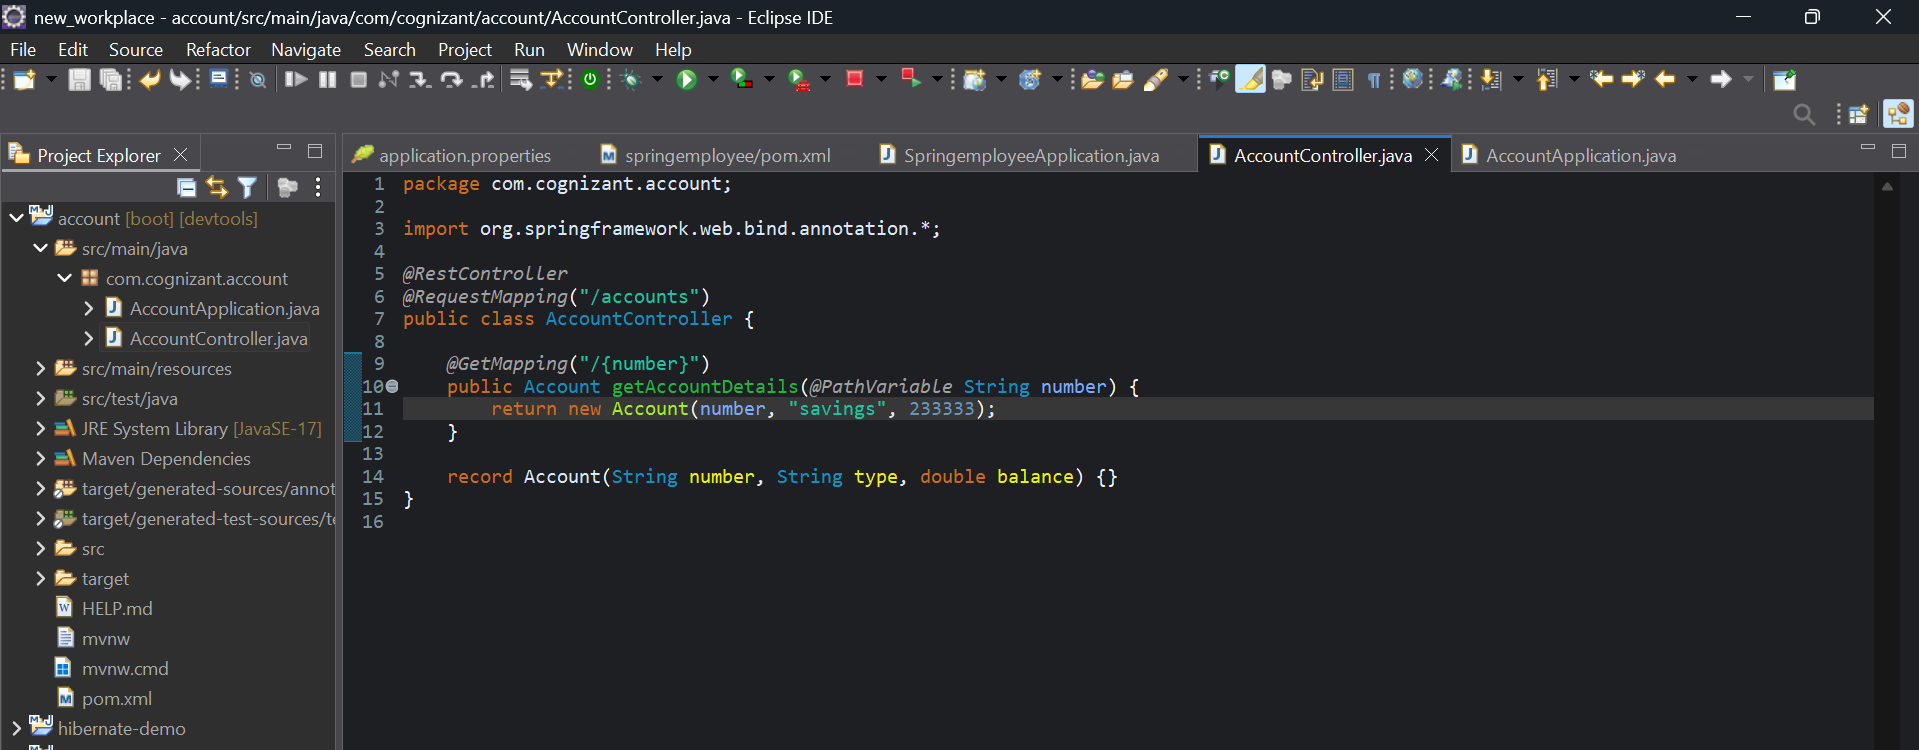 new_workplace - account/src/main/java/com/cognizant/account/AccountController.java - Eclipse IDE
File Edit Source Refactor Navigate Search Project Run Window Help
Project Explorer
account [boot] [devtools]
src/main/java
com.cognizant.account
AccountApplication.java
AccountController.java
src/main/resources
src/test/java
JRE System Library [JavaSE-17]
Maven Dependencies
target/generated-sources/annot
target/generated-test-sources/te
src
target
HELP.md
mvnw
mvnw.cmd
pom.xml
hibernate-demo
application.properties springemployee/pom.xml SpringemployeeApplication.java AccountController.java AccountApplication.java
1 package com.cognizant.account;
2
3 import org.springframework.web.bind.annotation.*;
4
5 @RestController
6 @RequestMapping("/accounts")
7 public class AccountController {
8
9 @GetMapping("/{number}")
10 public Account getAccountDetails(@PathVariable String number) {
11 return new Account(number, "savings", 233333);
12 }
13
14 record Account(String number, String type, double balance) {}
15 }
16